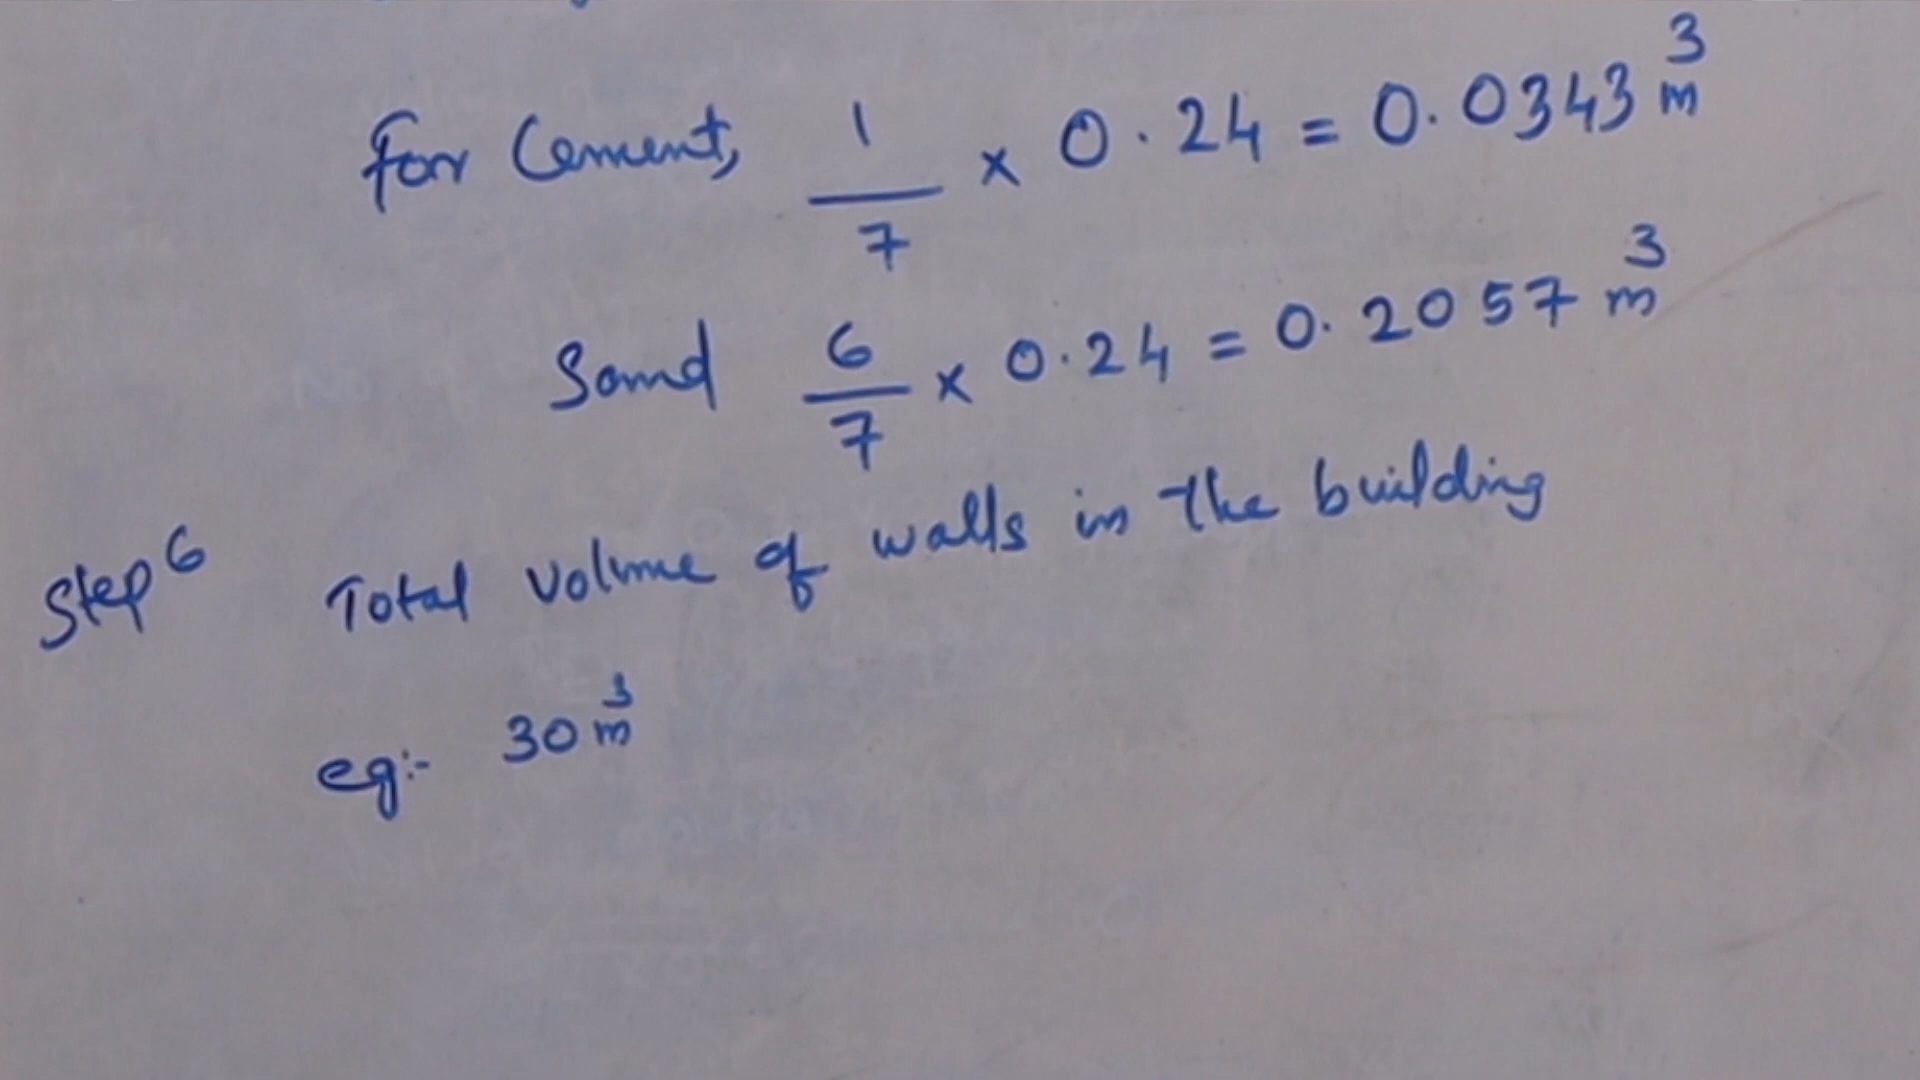 For Cement, 1/7 x 0.24 = 0.0343 m³
Sand 6/7 x 0.24 = 0.2057 m³
Step 6 Total volume of walls in the building
eg:- 30 m³